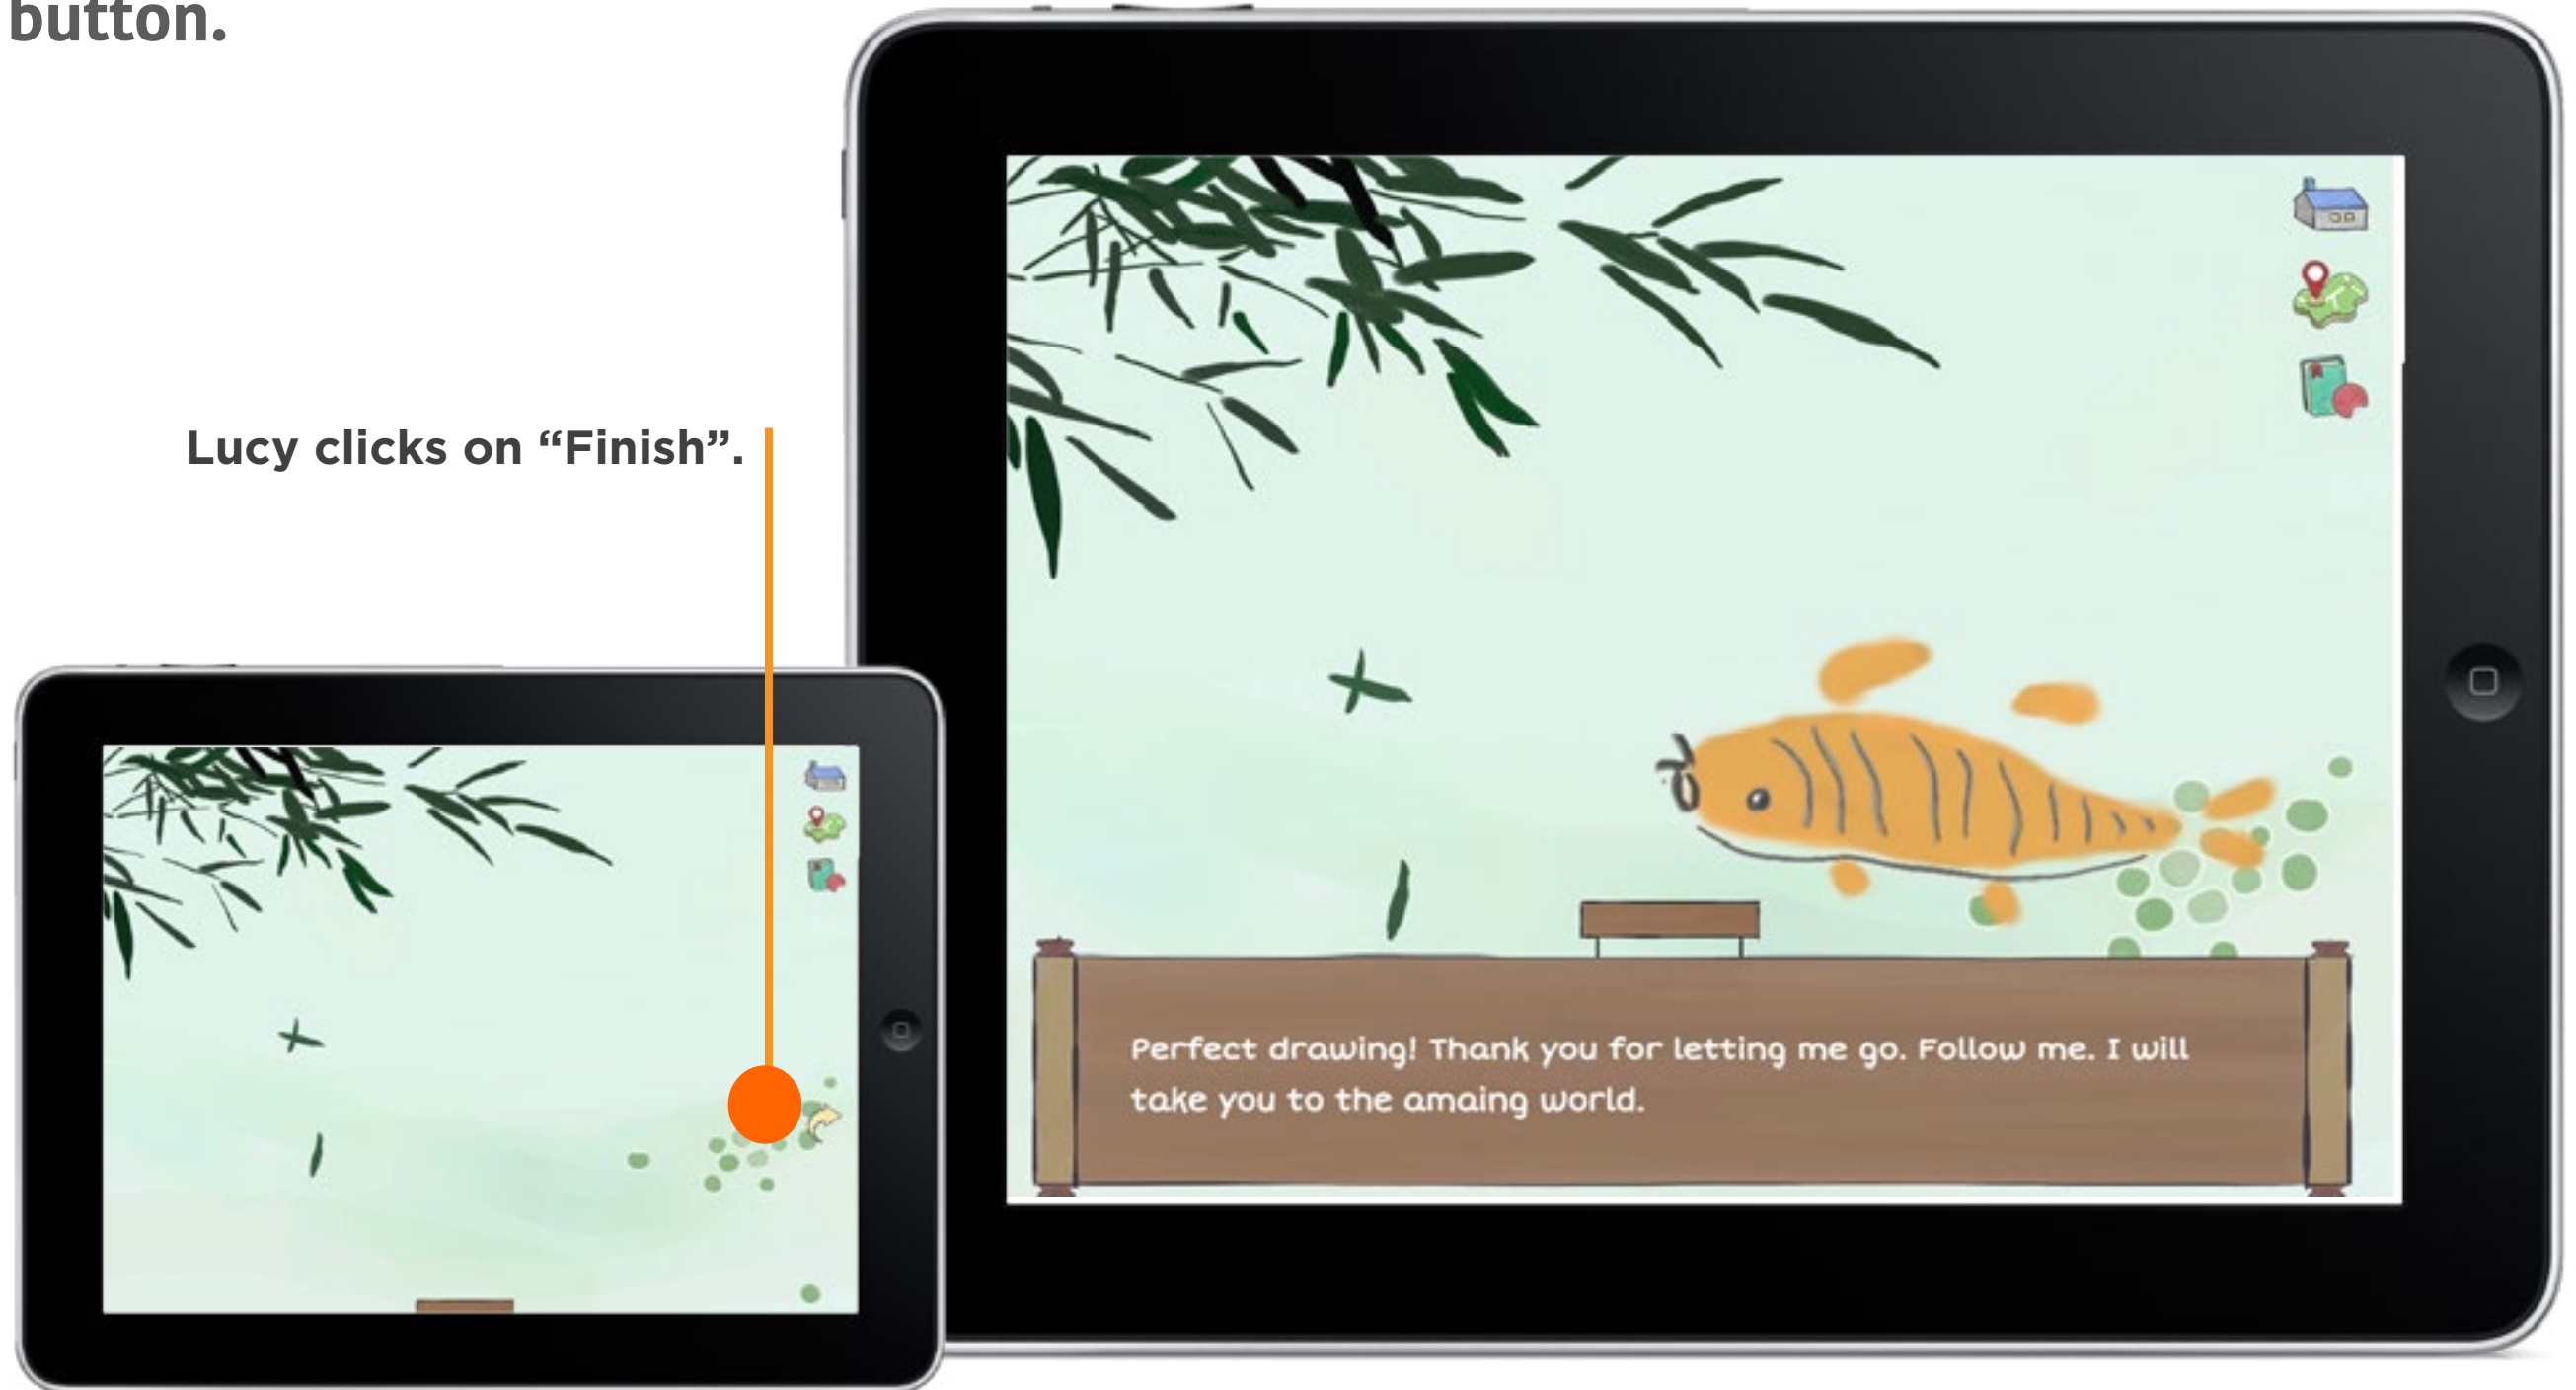 button.
Lucy clicks on “Finish”.
Perfect drawing! Thank you for letting me go. Follow me. I will
take you to the amaing world.